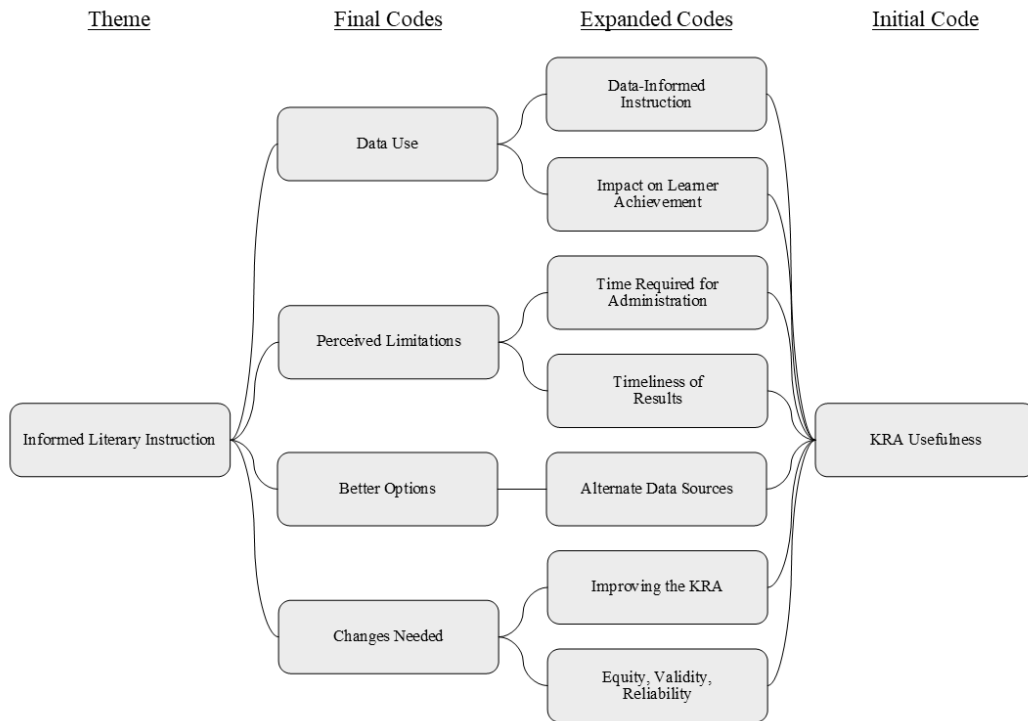 Theme
Final Codes
Expanded Codes
Initial Code
Data-Informed
Instruction
Data Use
Impact on Learner
Achievement
Time Required for
Administration
Perceived Limitations
Timeliness of
Results
Informed Literary Instruction
KRA Usefulness
Better Options
Alternate Data Sources
Improving the KRA
Changes Needed
Equity, Validity,
Reliability